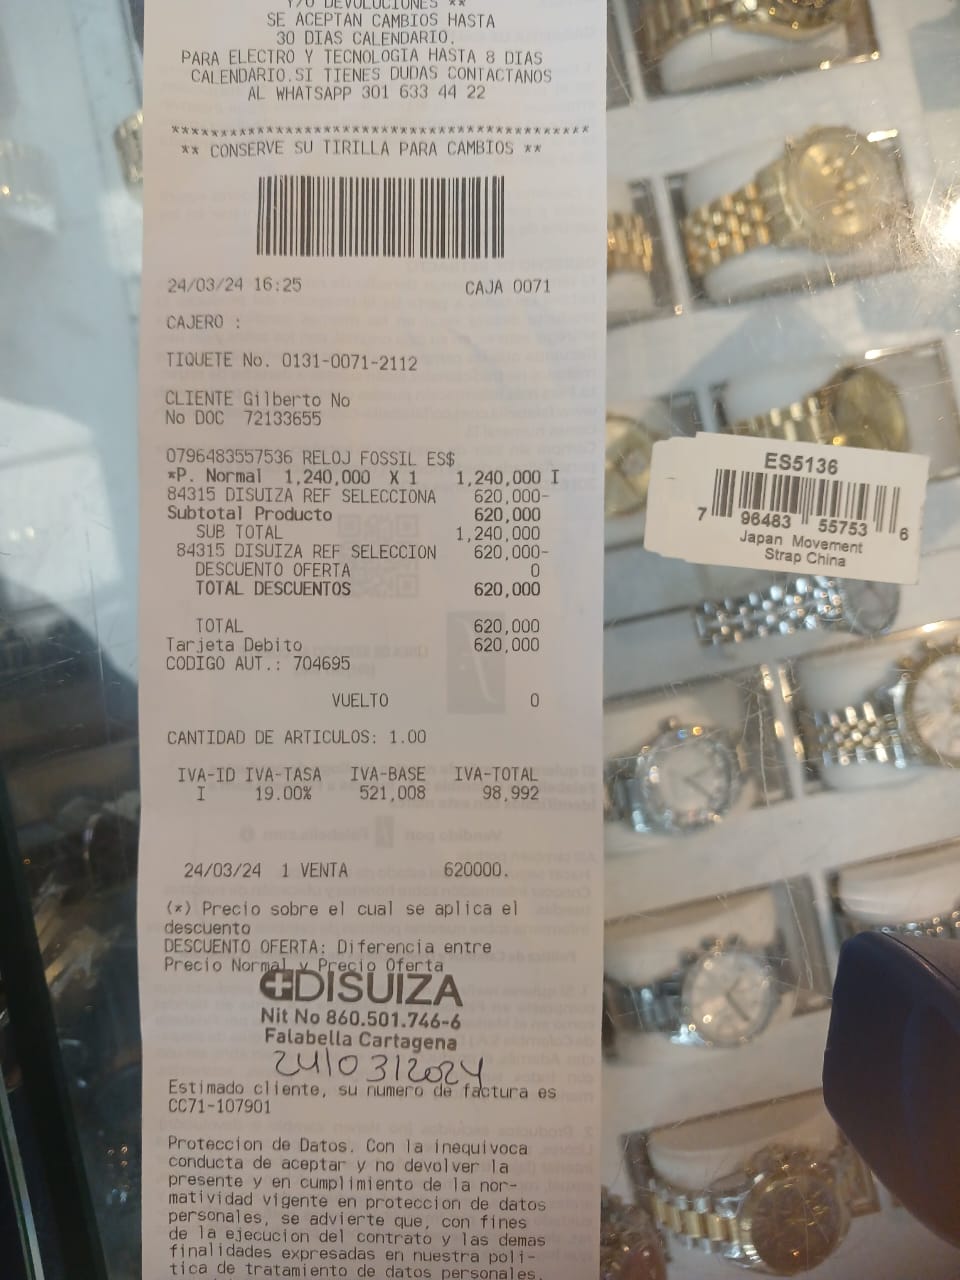 Y/O DEVOLUCIONES **
SE ACEPTAN CAMBIOS HASTA
30 DIAS CALENDARIO.
PARA ELECTRO Y TECNOLOGIA HASTA 8 DIAS
CALENDARIO.SI TIENES DUDAS CONTACTANOS
AL WHATSAPP 301 633 44 22
*******************************************
** CONSERVE SU TIRILLA PARA CAMBIOS **
24/03/24 16:25 CAJA 0071
CAJERO :
TIQUETE No. 0131-0071-2112
CLIENTE Gilberto No
No DOC 72133655
0796483557536 RELOJ FOSSIL ES$
*P. Normal 1,240,000 X 1 1,240,000 I
84315 DISUIZA REF SELECCIONA 620,000-
Subtotal Producto 620,000
SUB TOTAL 1,240,000
84315 DISUIZA REF SELECCION 620,000-
DESCUENTO OFERTA 0
TOTAL DESCUENTOS 620,000
TOTAL 620,000
Tarjeta Debito 620,000
CODIGO AUT.: 704695
VUELTO 0
CANTIDAD DE ARTICULOS: 1.00
IVA-ID IVA-TASA IVA-BASE IVA-TOTAL
I 19.00% 521,008 98,992
24/03/24 1 VENTA 620000.
(*) Precio sobre el cual se aplica el
descuento
DESCUENTO OFERTA: Diferencia entre
Precio Normal y Precio Oferta
DISUIZA
Nit No 860.501.746-6
Falabella Cartagena
24/03/2024
Estimado cliente, su numero de factura es
CC71-107901
Proteccion de Datos. Con la inequivoca
conducta de aceptar y no devolver la
presente y en cumplimiento de la nor-
matividad vigente en proteccion de datos
personales, se advierte que, con fines
de la ejecucion del contrato y las demas
finalidades expresadas en nuestra poli-
tica de tratamiento de datos personales,
ES5136
7 96483 55753 6
Japan Movement
Strap China